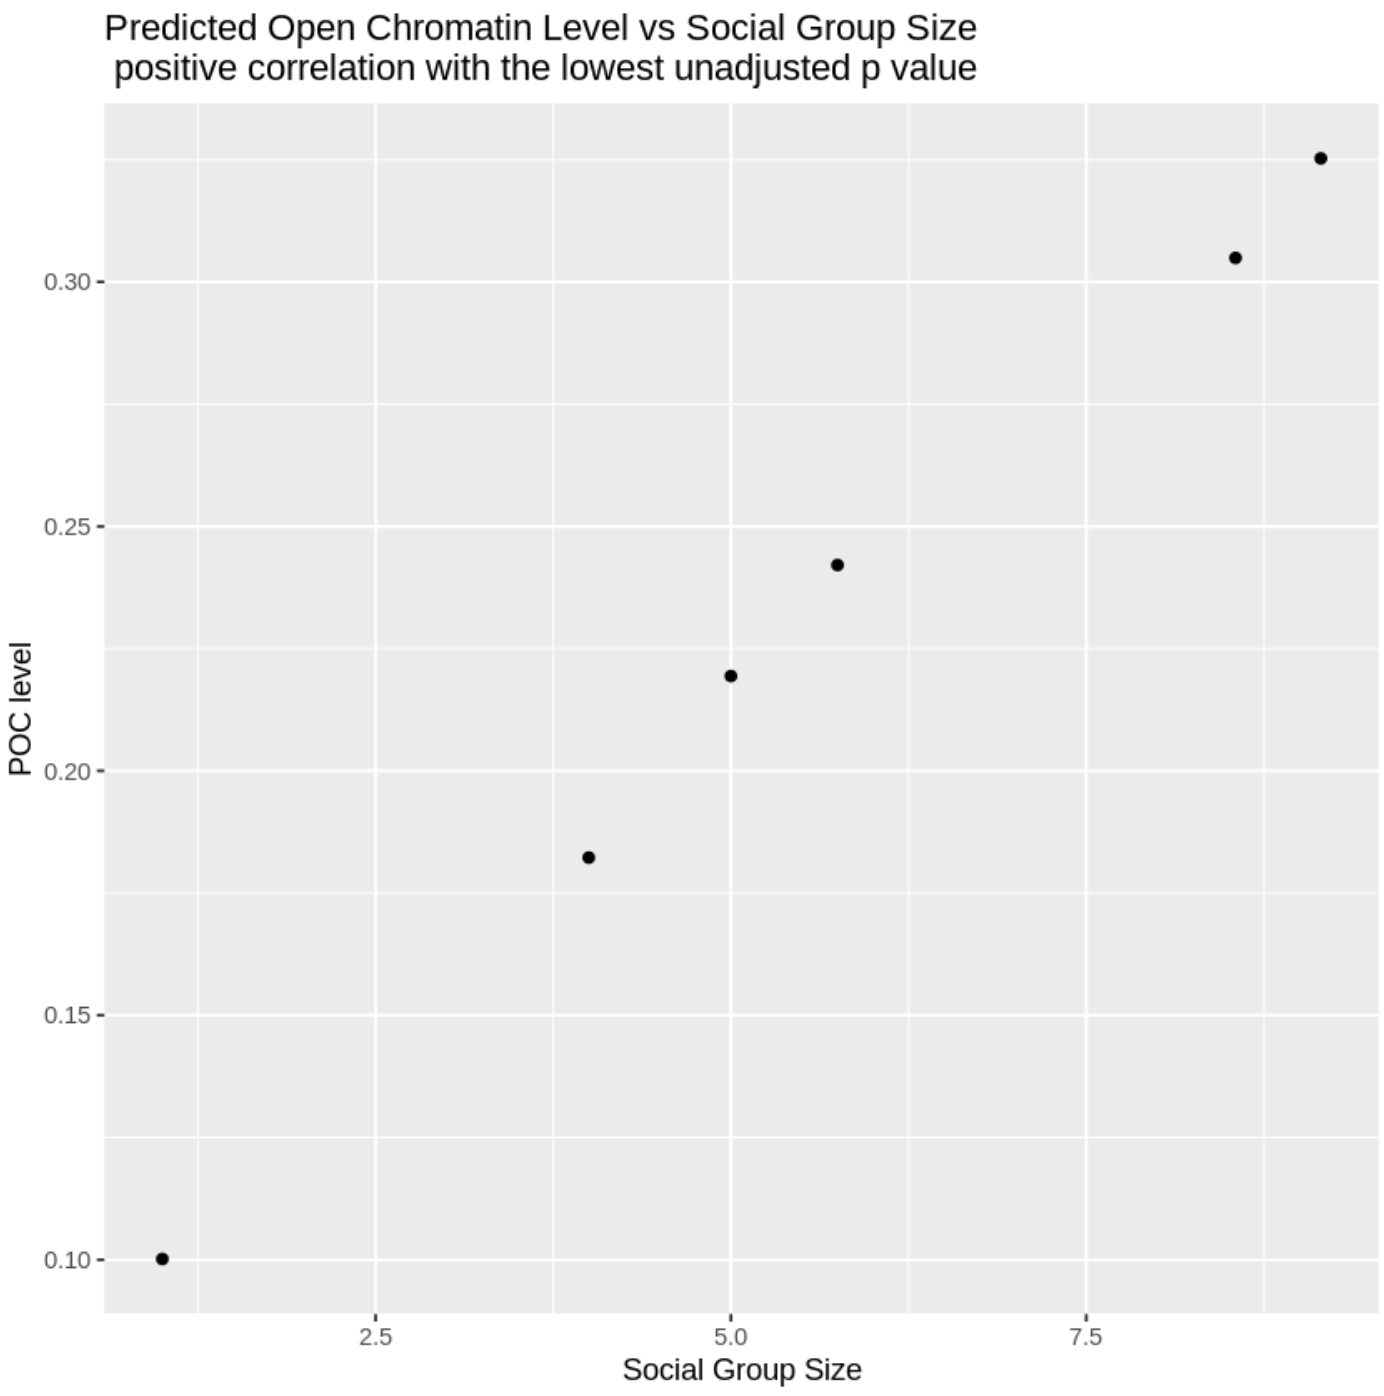 Predicted Open Chromatin Level vs Social Group Size
positive correlation with the lowest unadjusted p value
POC level
0.30
0.25
0.20
0.15
0.10
2.5 5.0 7.5
Social Group Size